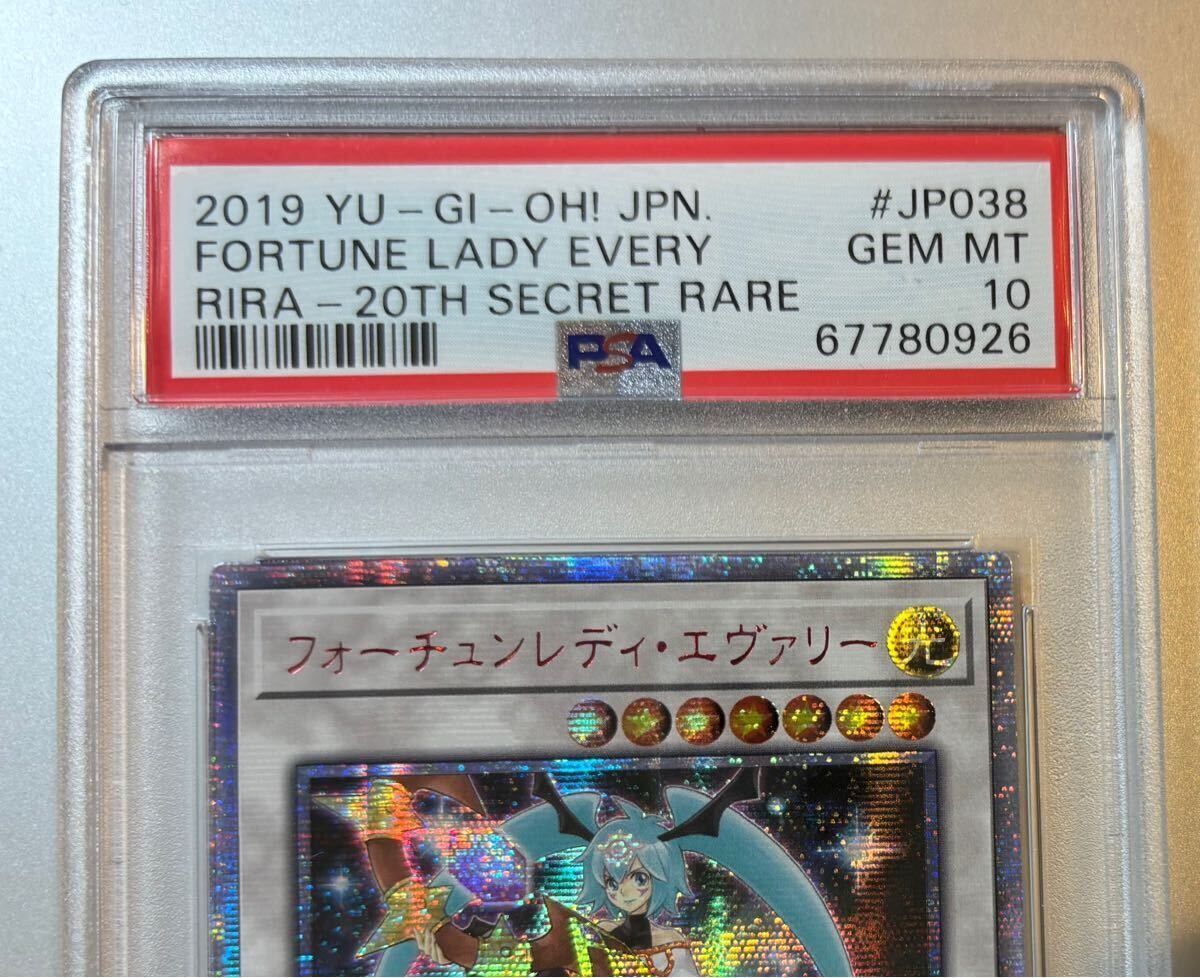 2019 YU-GI-OH! JPN. #JP038
FORTUNE LADY EVERY GEM MT
RIRA-20TH SECRET RARE 10
PSA 67780926
フォーチュンレディ・エヴァリー 光